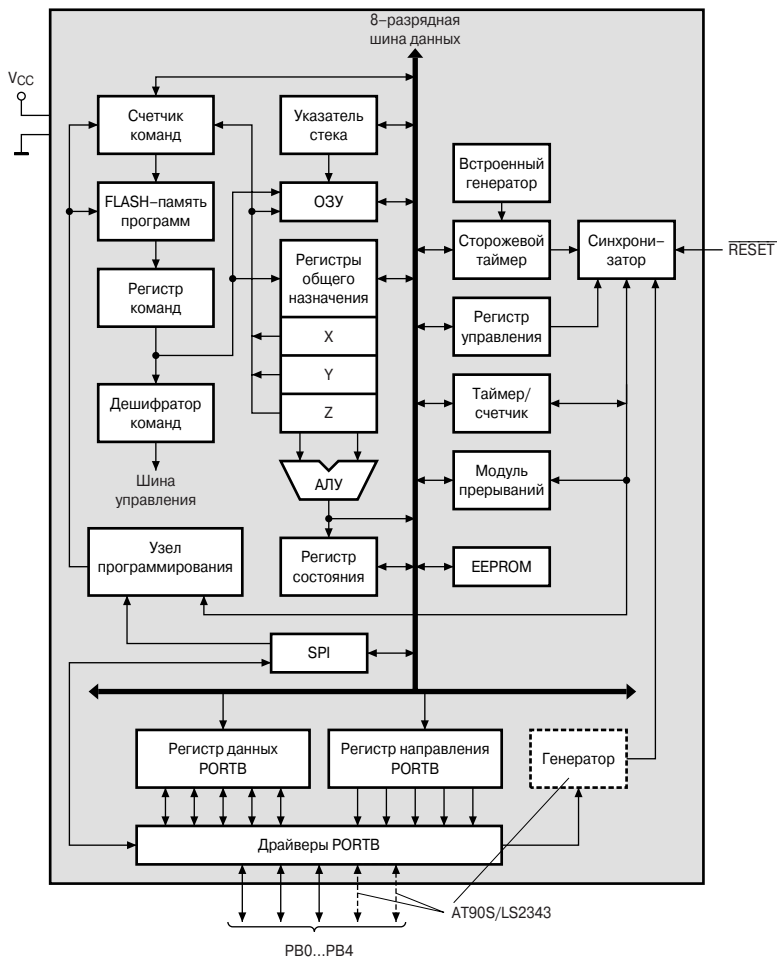 8–разрядная
шина данных
VCC
Счетчик
команд
Указатель
стека
Встроенный
генератор
FLASH–память
программ
ОЗУ
Сторожевой
таймер
Синхрони–
затор
RESET
Регистр
команд
Регистры
общего
назначения
X
Y
Z
Регистр
управления
Дешифратор
команд
Таймер/
счетчик
Шина
управления
АЛУ
Модуль
прерываний
Узел
программирования
Регистр
состояния
EEPROM
SPI
Регистр данных
PORTB
Регистр направления
PORTB
Генератор
Драйверы PORTB
AT90S/LS2343
PB0...PB4